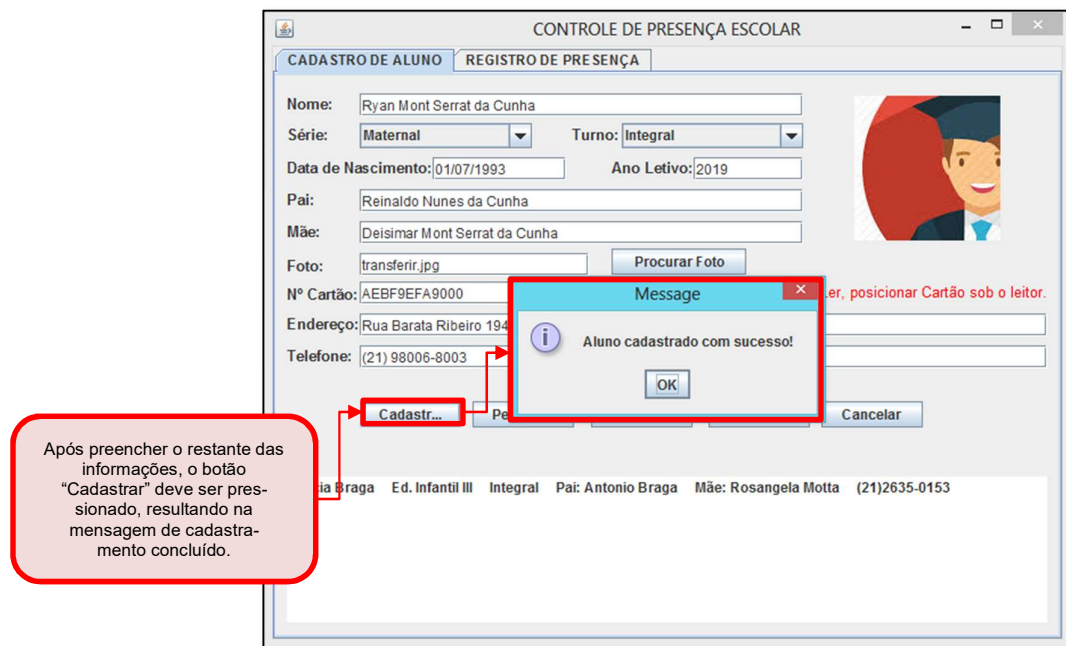 CONTROLE DE PRESENÇA ESCOLAR
CADASTRO DE ALUNO REGISTRO DE PRESENÇA
Nome: Ryan Mont Serrat da Cunha
Série: Maternal Turno: Integral
Data de Nascimento: 01/07/1993 Ano Letivo: 2019
Pai: Reinaldo Nunes da Cunha
Mãe: Deisimar Mont Serrat da Cunha
Foto: transferir.jpg Procurar Foto
Nº Cartão: AEBF9EFA9000 posicionar Cartão sob o leitor.
Endereço: Rua Barata Ribeiro 194
Telefone: (21) 98006-8003
Message
Aluno cadastrado com sucesso!
OK
Cadastr... Cancelar
Após preencher o restante das
informações, o botão
“Cadastrar” deve ser pres-
sionado, resultando na
mensagem de cadastra-
mento concluído.
Braga Ed. Infantil III Integral Pai: Antonio Braga Mãe: Rosangela Motta (21)2635-0153